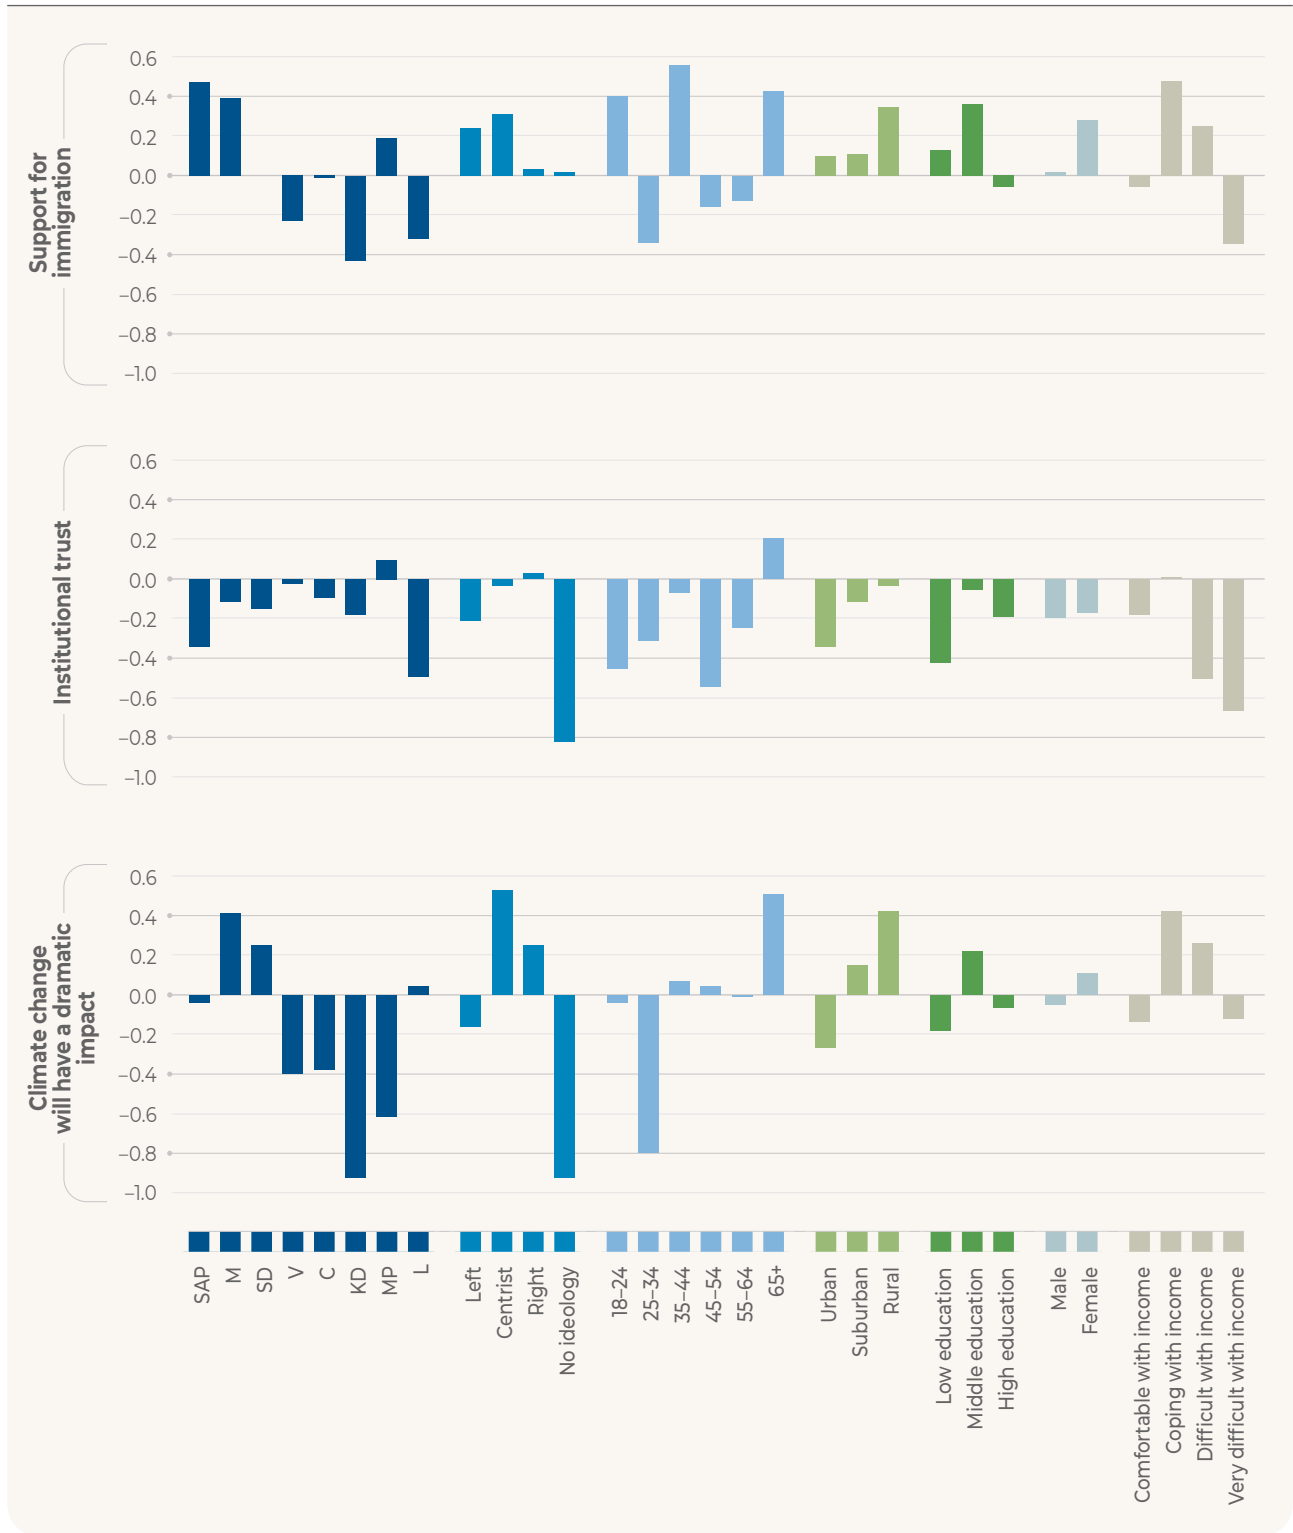 Support for
immigration
0.6
0.4
0.2
0.0
–0.2
–0.4
–0.6
–0.8
–1.0
Institutional trust
0.6
0.4
0.2
0.0
–0.2
–0.4
–0.6
–0.8
–1.0
Climate change
will have a dramatic
impact
0.6
0.4
0.2
0.0
–0.2
–0.4
–0.6
–0.8
–1.0
SAP
M
SD
V
C
KD
MP
L
Left
Centrist
Right
No ideology
18–24
25–34
35–44
45–54
55–64
65+
Urban
Suburban
Rural
Low education
Middle education
High education
Male
Female
Comfortable with income
Coping with income
Difficult with income
Very difficult with income